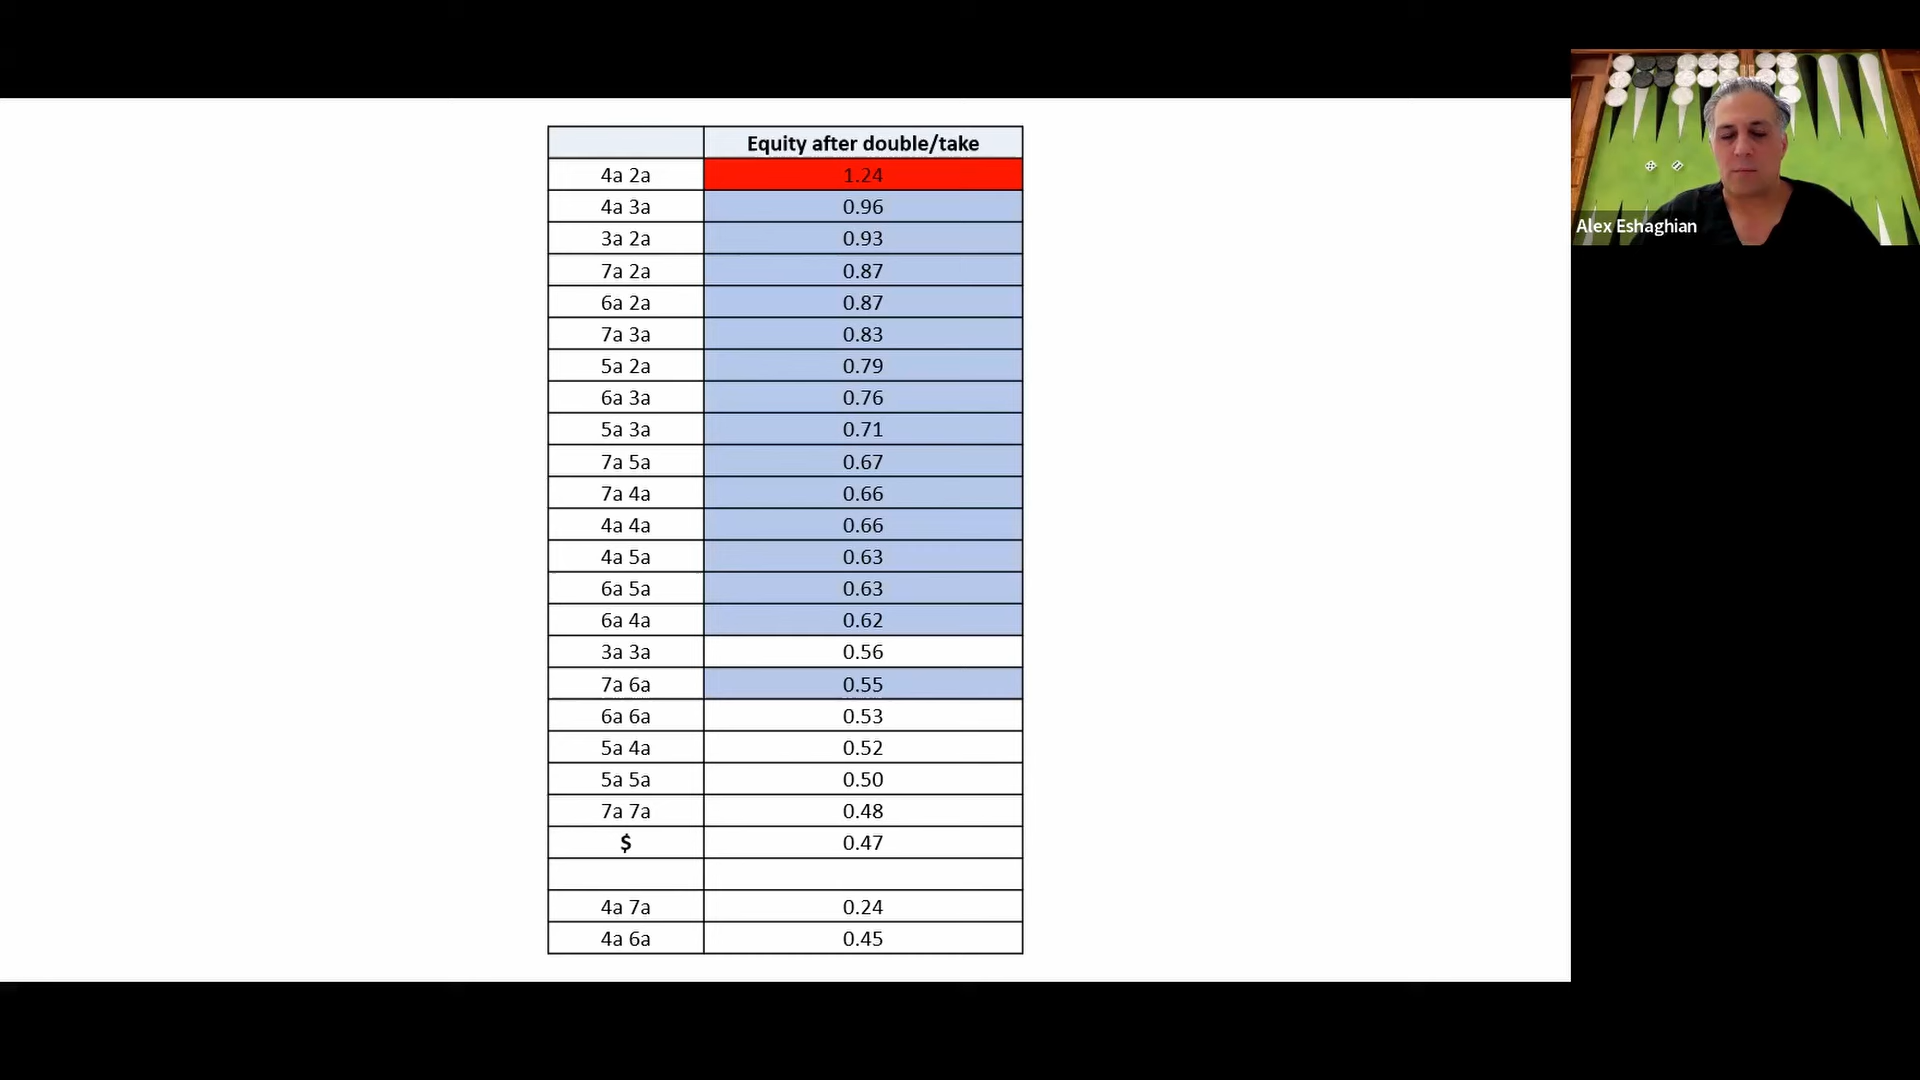 Equity after double/take
4a 2a 1.24
4a 3a 0.96
3a 2a 0.93
7a 2a 0.87
6a 2a 0.87
7a 3a 0.83
5a 2a 0.79
6a 3a 0.76
5a 3a 0.71
7a 5a 0.67
7a 4a 0.66
4a 4a 0.66
4a 5a 0.63
6a 5a 0.63
6a 4a 0.62
3a 3a 0.56
7a 6a 0.55
6a 6a 0.53
5a 4a 0.52
5a 5a 0.50
7a 7a 0.48
$ 0.47
4a 7a 0.24
4a 6a 0.45
Alex Eshaghian